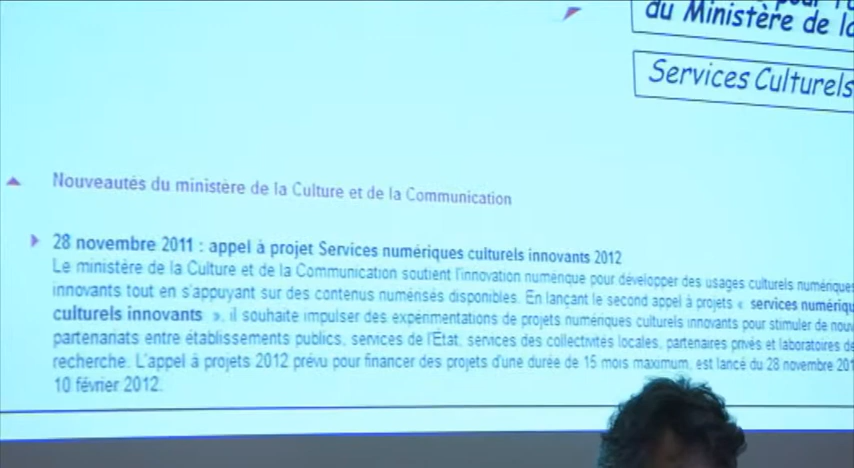 du Ministère de la
Services Culturels
Nouveautés du ministère de la Culture et de la Communication
28 novembre 2011 : appel à projet Services numériques culturels innovants 2012
Le ministère de la Culture et de la Communication soutient l'innovation numérique pour développer des usages culturels numériques
innovants tout en s'appuyant sur des contenus numérisés disponibles. En lançant le second appel à projets « services numériqu
culturels innovants », il souhaite impulser des expérimentations de projets numériques culturels innovants pour stimuler de nouv
partenariats entre établissements publics, services de l'État, services des collectivités locales, partenaires privés et laboratoires de
recherche. L'appel à projets 2012 prévu pour financer des projets d'une durée de 15 mois maximum, est lancé du 28 novembre 201
10 février 2012.